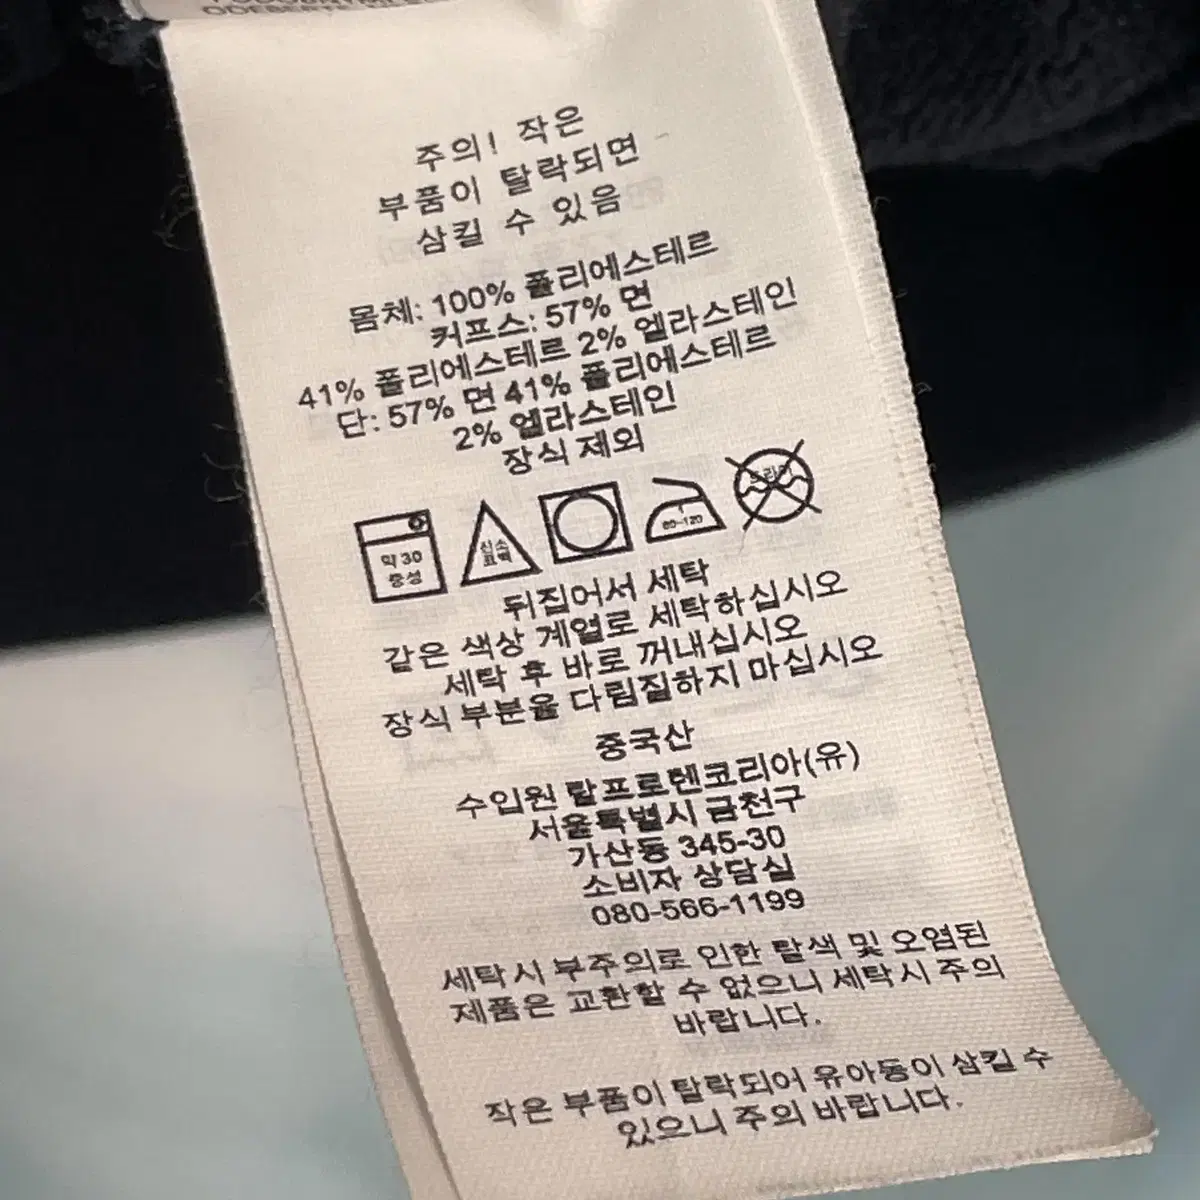 주의! 작은
부품이 탈락되면
삼킬 수 있음
몸체: 100% 폴리에스테르
커프스: 57% 면
41% 폴리에스테르 2% 엘라스테인
단: 57% 면 41% 폴리에스테르
2% 엘라스테인
장식 제외
약 30
중성
산소
표백
1
80~120
드라이
뒤집어서 세탁
같은 색상 계열로 세탁하십시오
세탁 후 바로 꺼내십시오
장식 부분을 다림질하지 마십시오
중국산
수입원 랄프로렌코리아(유)
서울특별시 금천구
가산동 345-30
소비자 상담실
080-566-1199
세탁시 부주의로 인한 탈색 및 오염된
제품은 교환할 수 없으니 세탁시 주의
바랍니다.
작은 부품이 탈락되어 유아동이 삼킬 수
있으니 주의 바랍니다.